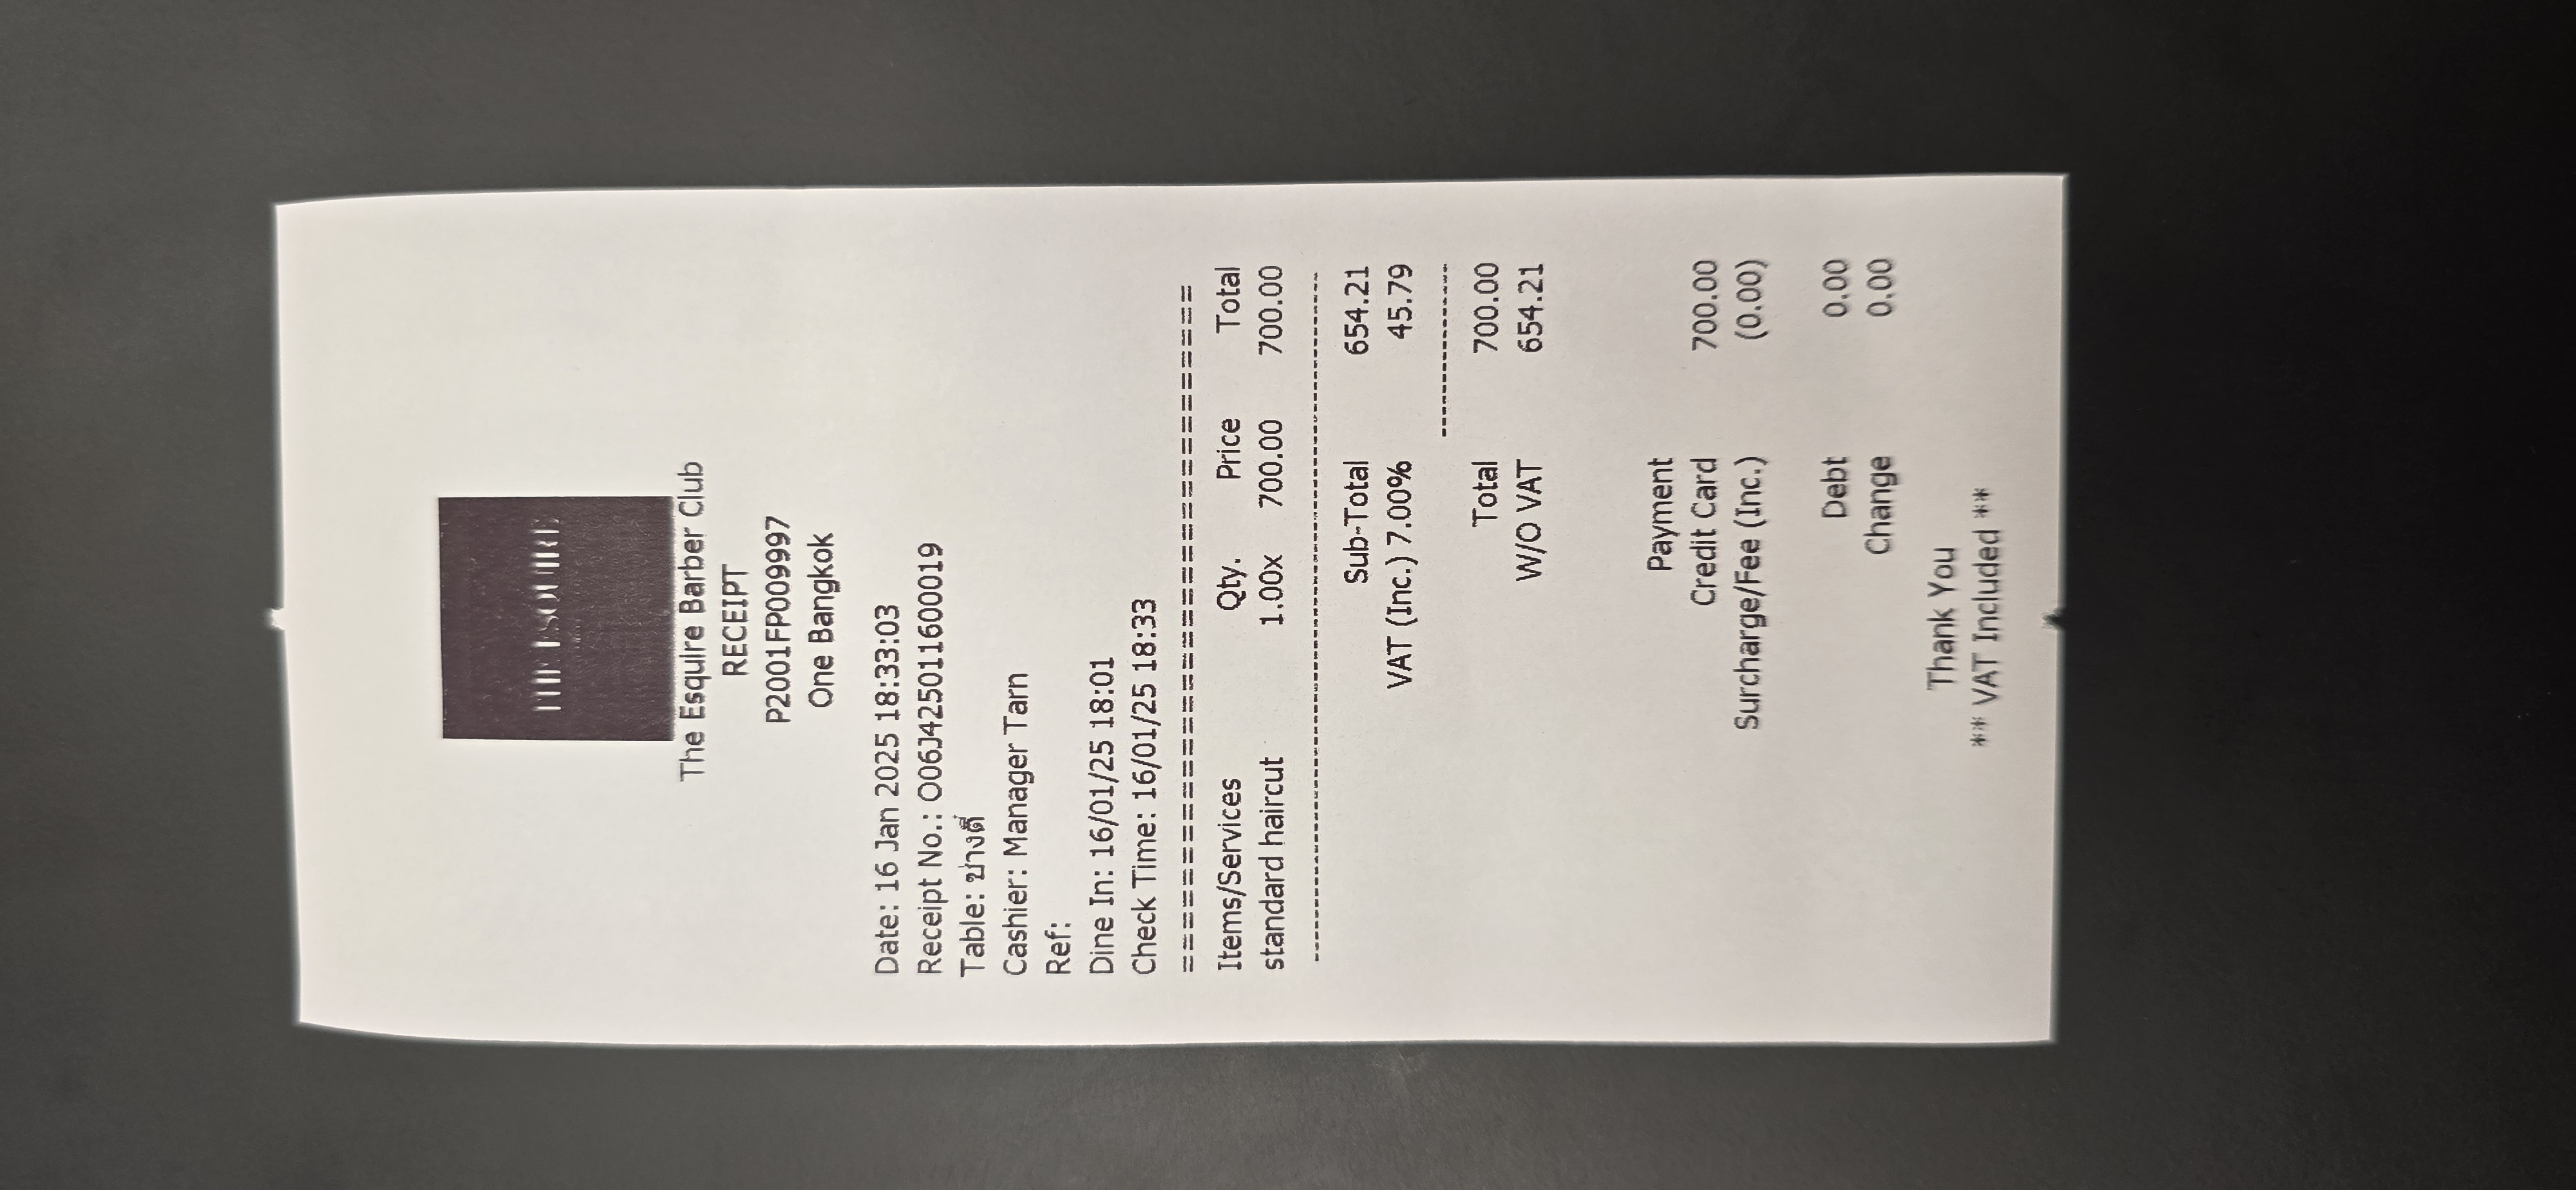 THE ESQUIRE
The Esquire Barber Club
RECEIPT
P2001FP009997
One Bangkok
Date: 16 Jan 2025 18:33:03
Receipt No.: O06J425011600019
Table: ช่างตี๋
Cashier: Manager Tarn
Ref:
Dine In: 16/01/25 18:01
Check Time: 16/01/25 18:33
================================
Items/Services Qty. Price Total
standard haircut 1.00x 700.00 700.00
Sub-Total 654.21
VAT (Inc.) 7.00% 45.79
Total 700.00
W/O VAT 654.21
Payment
Credit Card 700.00
Surcharge/Fee (Inc.) (0.00)
Debt 0.00
Change 0.00
Thank You
** VAT Included **